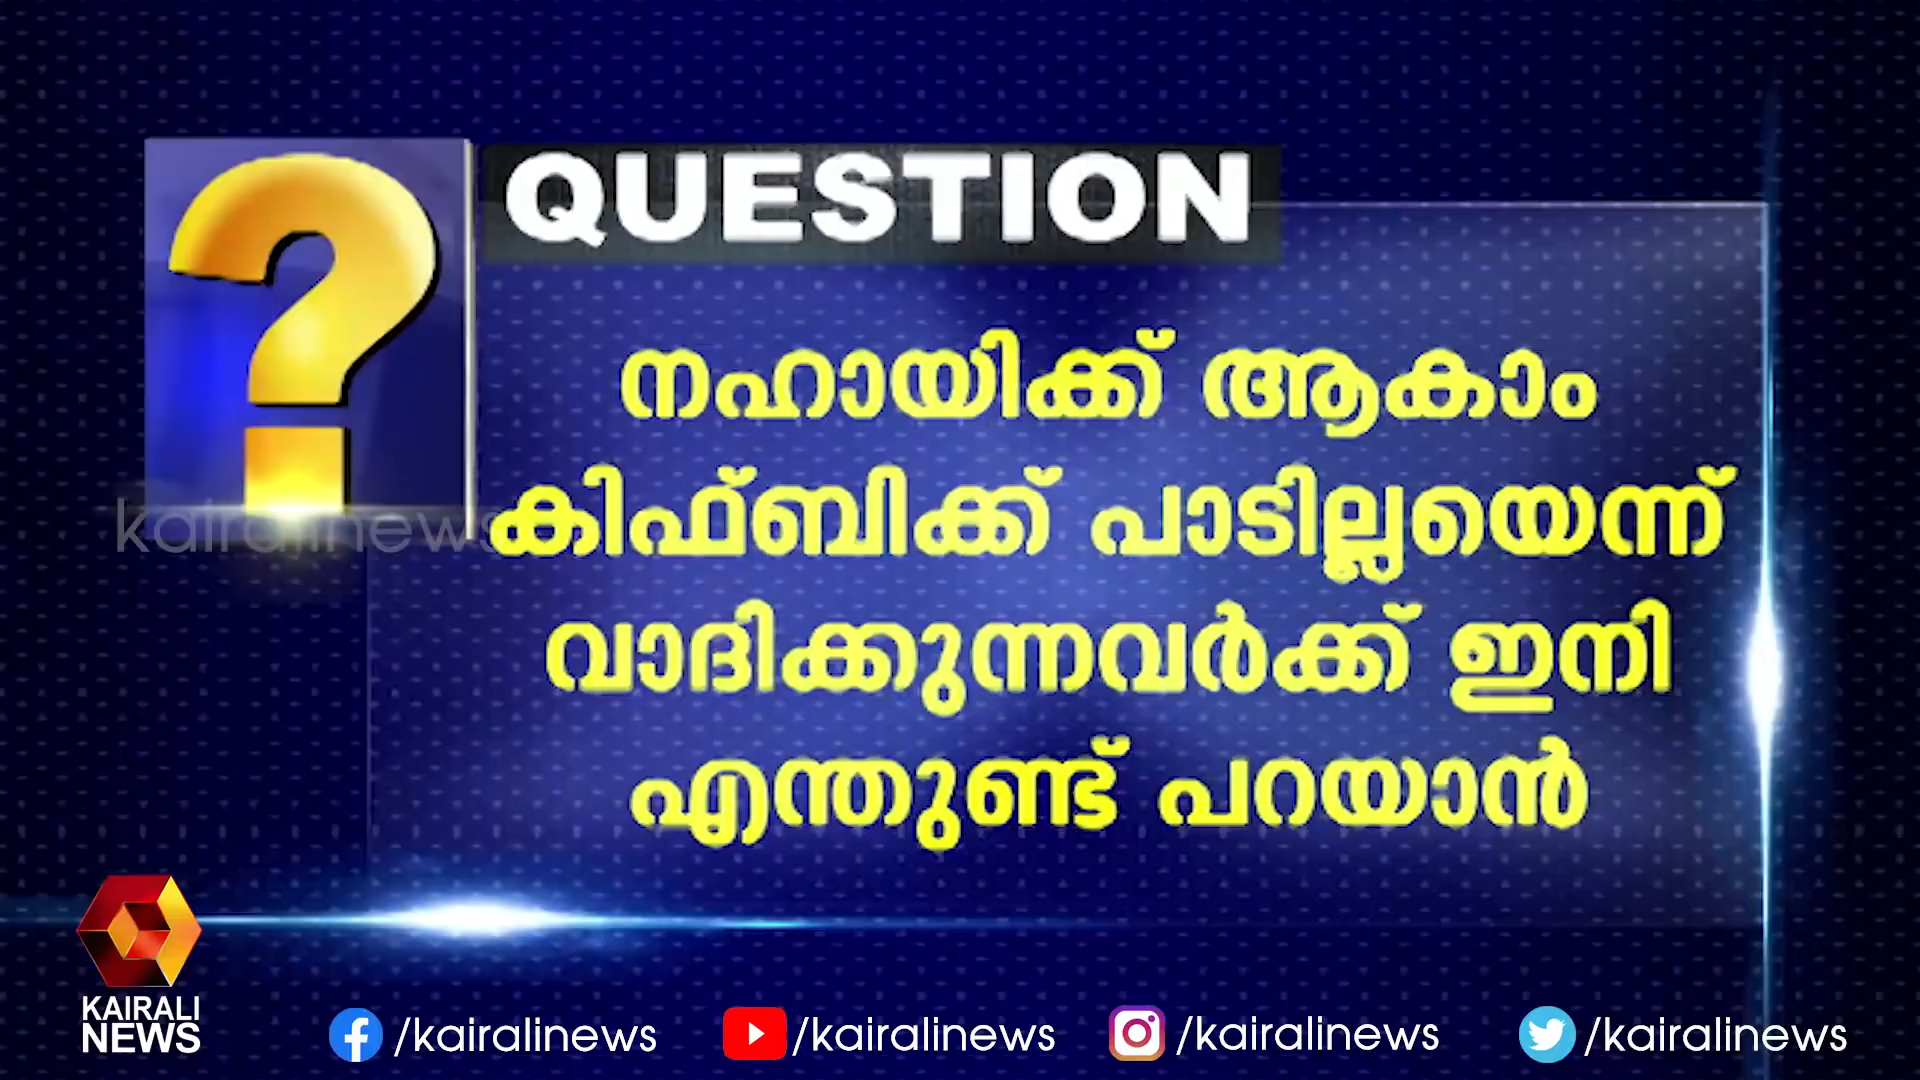 ?
QUESTION
നഹായിക്ക് ആകാം
കിഫ്ബിക്ക് പാടില്ലയെന്ന്
വാദിക്കുന്നവർക്ക് ഇനി
എന്തുണ്ട് പറയാൻ
kairalinews
KAIRALI
NEWS
/kairalinews
/kairalinews
/kairalinews
/kairalinews